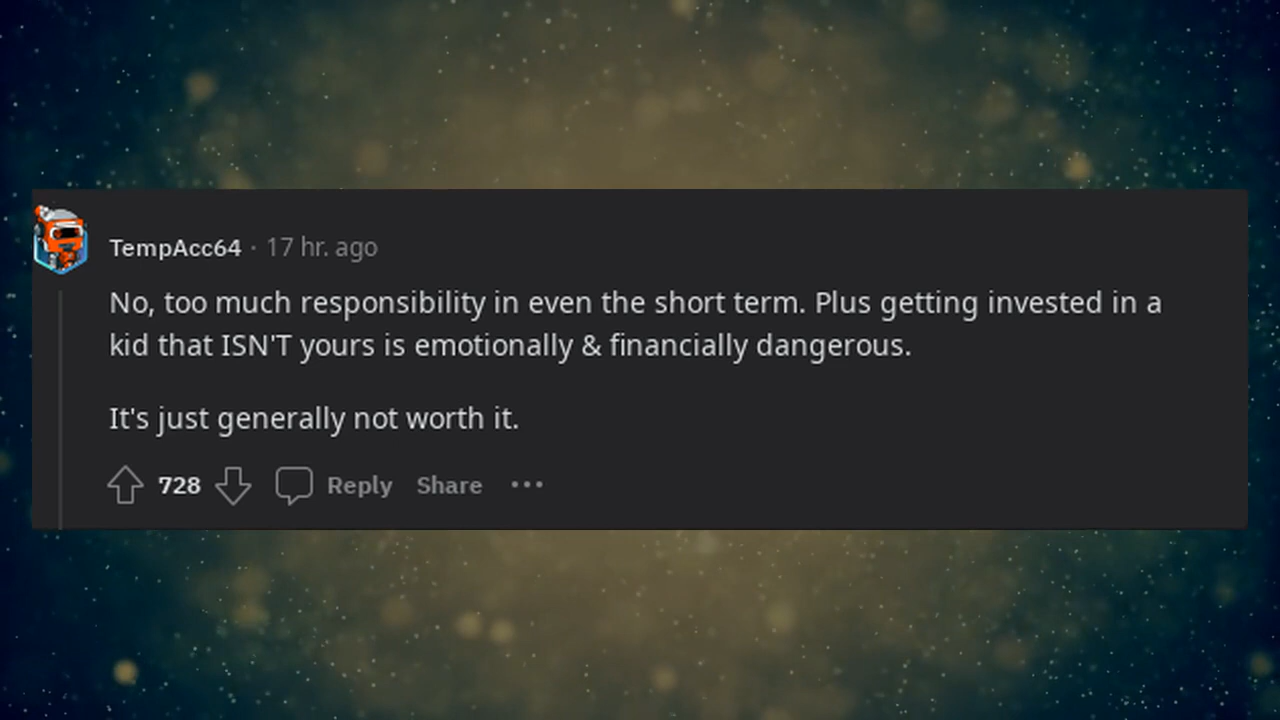 TempAcc64 · 17 hr. ago
No, too much responsibility in even the short term. Plus getting invested in a
kid that ISN'T yours is emotionally & financially dangerous.
It's just generally not worth it.
728 Reply Share ···